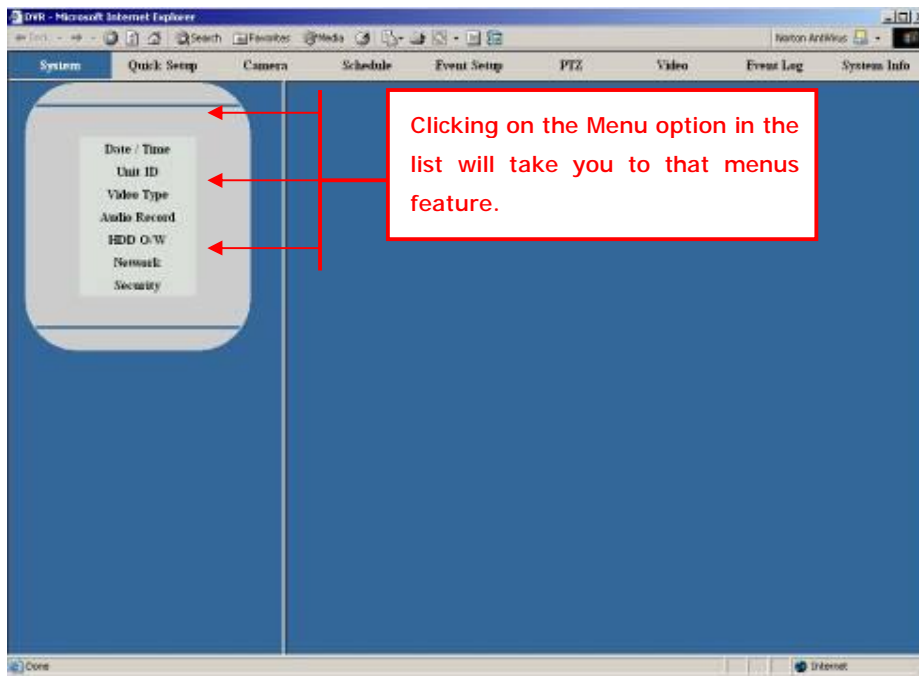 DVR - Microsoft Internet Explorer
Search Favorites Media Norton AntiVirus
System Quick Setup Camera Schedule Event Setup PTZ Video Event Log System Info
Clicking on the Menu option in the
list will take you to that menus
feature.
Date / Time
Unit ID
Video Type
Audio Record
HDD O/W
Network
Security
Done Internet